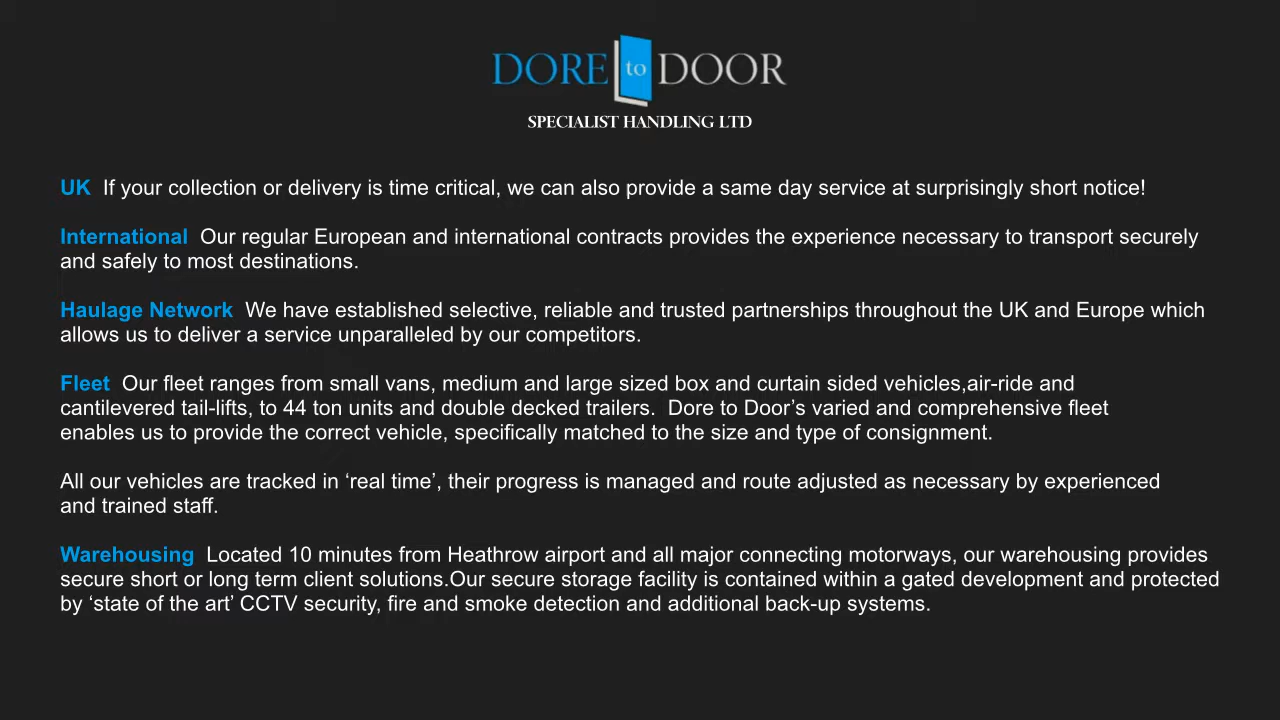 DORE to DOOR
SPECIALIST HANDLING LTD
UK  If your collection or delivery is time critical, we can also provide a same day service at surprisingly short notice!
International  Our regular European and international contracts provides the experience necessary to transport securely
and safely to most destinations.
Haulage Network  We have established selective, reliable and trusted partnerships throughout the UK and Europe which
allows us to deliver a service unparalleled by our competitors.
Fleet  Our fleet ranges from small vans, medium and large sized box and curtain sided vehicles,air-ride and
cantilevered tail-lifts, to 44 ton units and double decked trailers.  Dore to Door’s varied and comprehensive fleet
enables us to provide the correct vehicle, specifically matched to the size and type of consignment.
All our vehicles are tracked in ‘real time’, their progress is managed and route adjusted as necessary by experienced
and trained staff.
Warehousing  Located 10 minutes from Heathrow airport and all major connecting motorways, our warehousing provides
secure short or long term client solutions.Our secure storage facility is contained within a gated development and protected
by ‘state of the art’ CCTV security, fire and smoke detection and additional back-up systems.